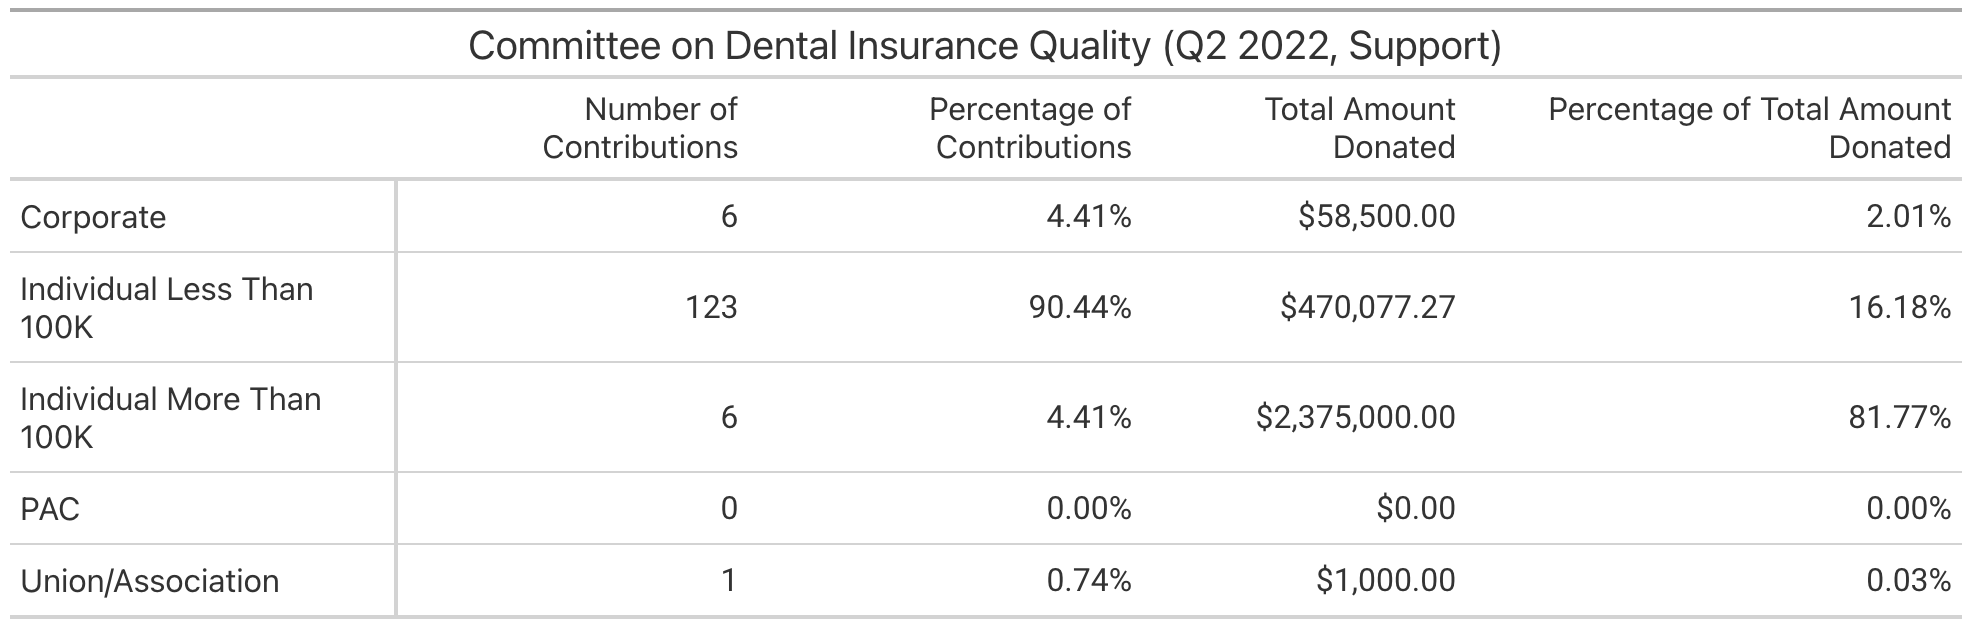 Committee on Dental Insurance Quality (Q2 2022, Support)
Number of Contributions Percentage of Contributions Total Amount Donated Percentage of Total Amount Donated
Corporate 6 4.41% $58,500.00 2.01%
Individual Less Than 100K 123 90.44% $470,077.27 16.18%
Individual More Than 100K 6 4.41% $2,375,000.00 81.77%
PAC 0 0.00% $0.00 0.00%
Union/Association 1 0.74% $1,000.00 0.03%